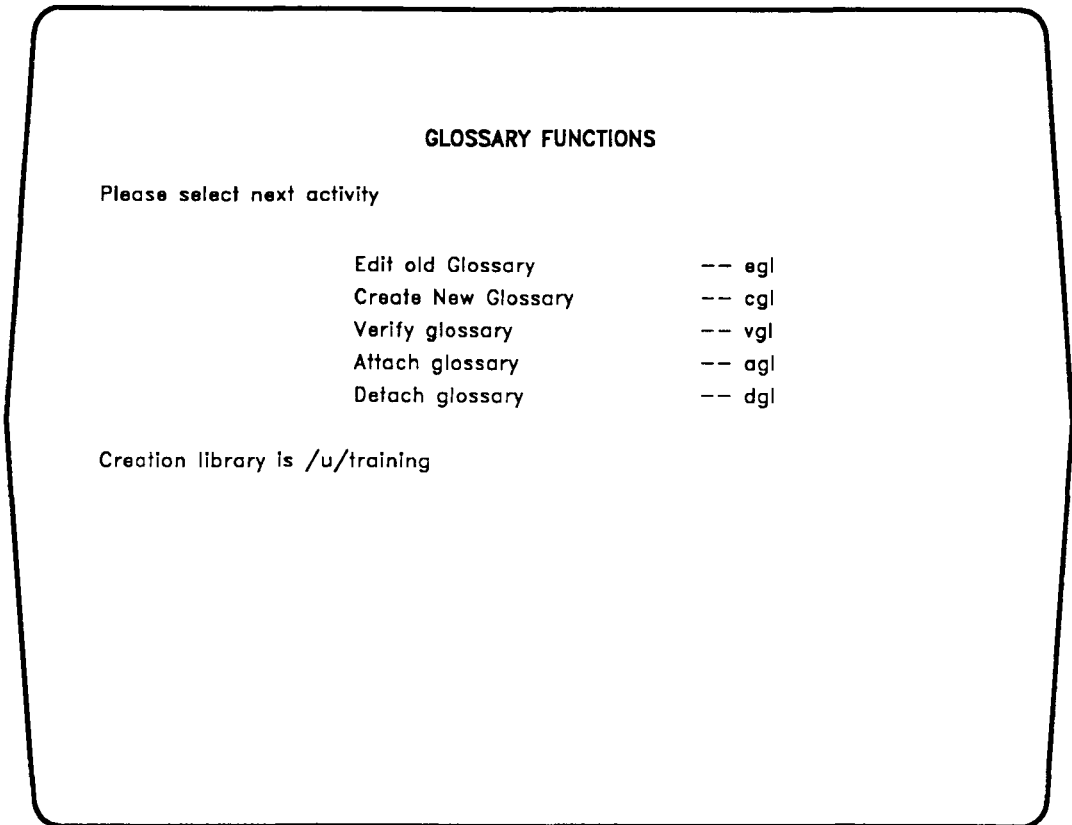 GLOSSARY FUNCTIONS
Please select next activity
Edit old Glossary -- egl
Create New Glossary -- cgl
Verify glossary -- vgl
Attach glossary -- agl
Detach glossary -- dgl
Creation library is /u/training